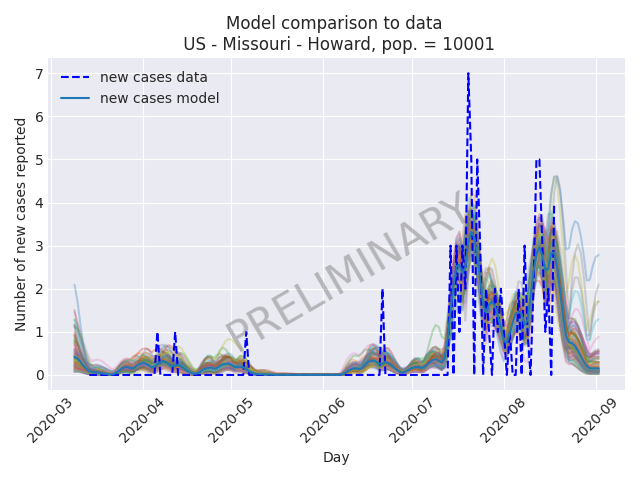 Model comparison to data
US - Missouri - Howard, pop. = 10001
new cases data
new cases model
Number of new cases reported
7
6
5
4
3
2
1
0
PRELIMINARY
2020-03
2020-04
2020-05
2020-06
2020-07
2020-08
2020-09
Day